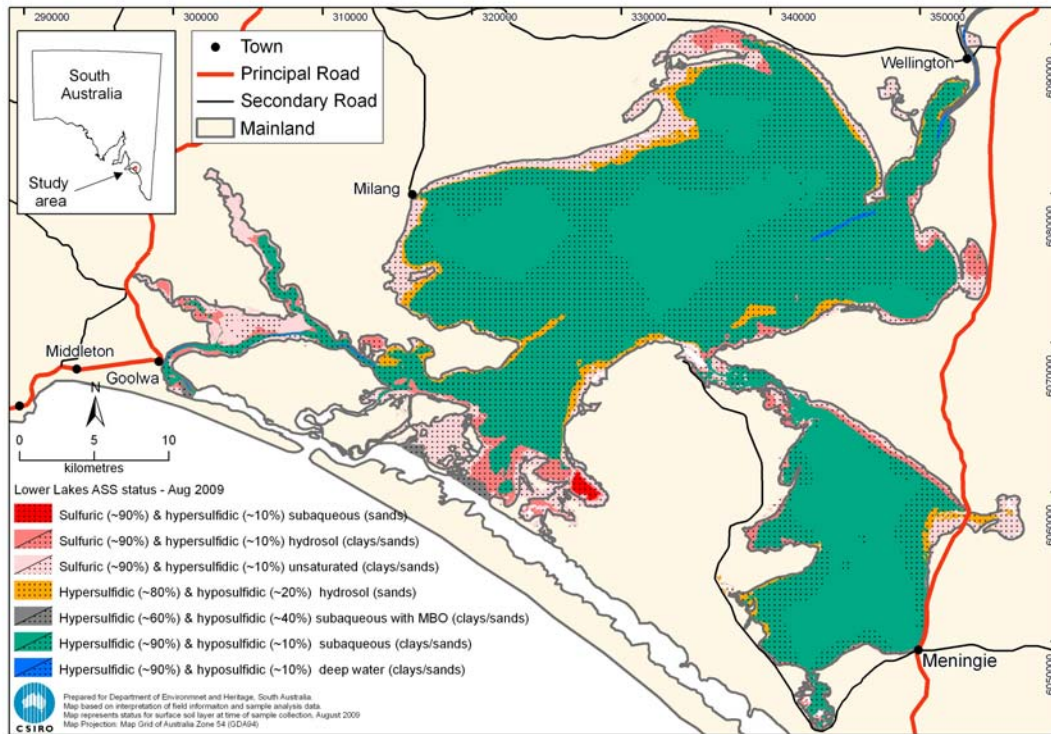 290000 300000 310000 320000 330000 340000 350000
South
Australia
Study
area
Town
Principal Road
Secondary Road
Mainland
Wellington
6090000
Milang
6080000
Middleton
Goolwa
6070000
N
0 5 10
kilometres
Lower Lakes ASS status - Aug 2009
Sulfuric (~90%) & hypersulfidic (~10%) subaqueous (sands)
Sulfuric (~90%) & hypersulfidic (~10%) hydrosol (clays/sands)
Sulfuric (~90%) & hypersulfidic (~10%) unsaturated (clays/sands)
Hypersulfidic (~80%) & hyposulfidic (~20%) hydrosol (sands)
Hypersulfidic (~60%) & hyposulfidic (~40%) subaqueous with MBO (clays/sands)
Hypersulfidic (~90%) & hyposulfidic (~10%) subaqueous (clays/sands)
Hypersulfidic (~90%) & hyposulfidic (~10%) deep water (clays/sands)
6060000
Meningie
6050000
CSIRO
Prepared for Department of Environmnet and Heritage, South Australia.
Map based on interpretation of field informaiton and sample analysis data.
Map represents status for surface soil layer at time of sample collection, August 2009
Map Projection: Map Grid of Australia Zone 54 (GDA94)